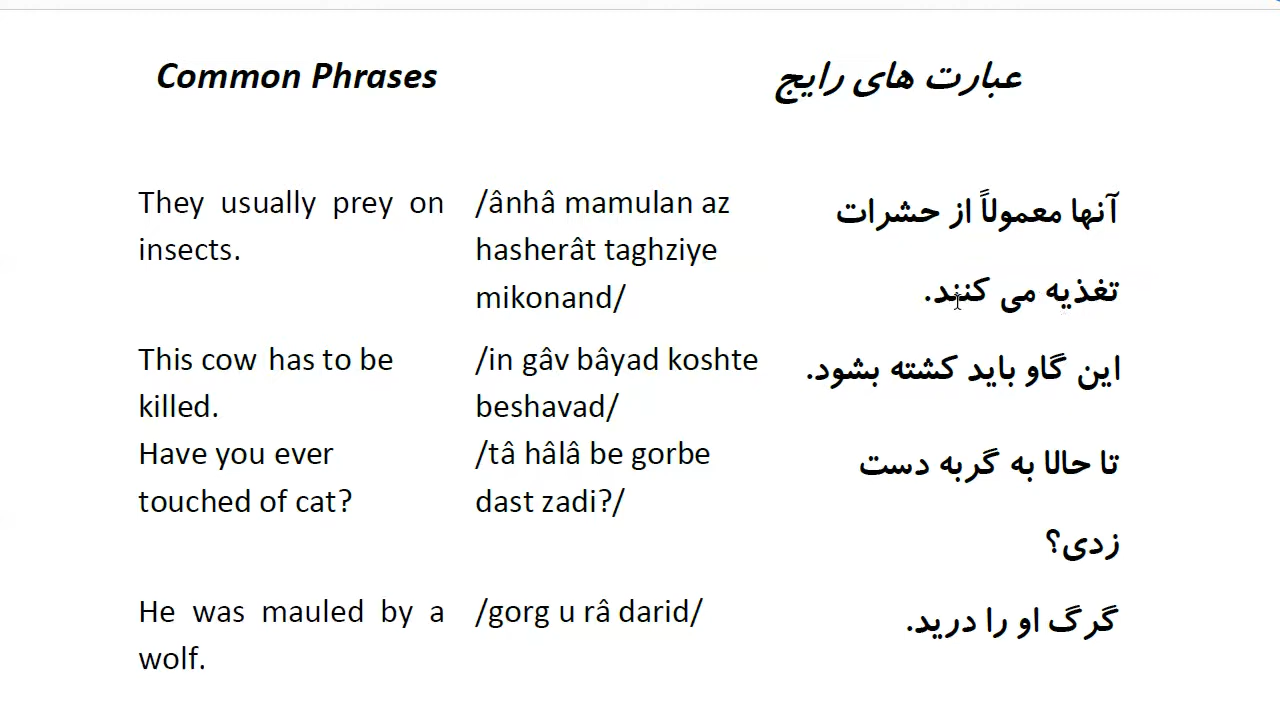 Common Phrases
عبارت های رایج
They usually prey on
insects.
/ânhâ mamulan az
hasherât taghziye
mikonand/
آنها معمولاً از حشرات
تغذیه می کنند.
This cow has to be
killed.
/in gâv bâyad koshte
beshavad/
این گاو باید کشته بشود.
Have you ever
touched of cat?
/tâ hâlâ be gorbe
dast zadi?/
تا حالا به گربه دست
زدی؟
He was mauled by a
wolf.
/gorg u râ darid/
گرگ او را درید.